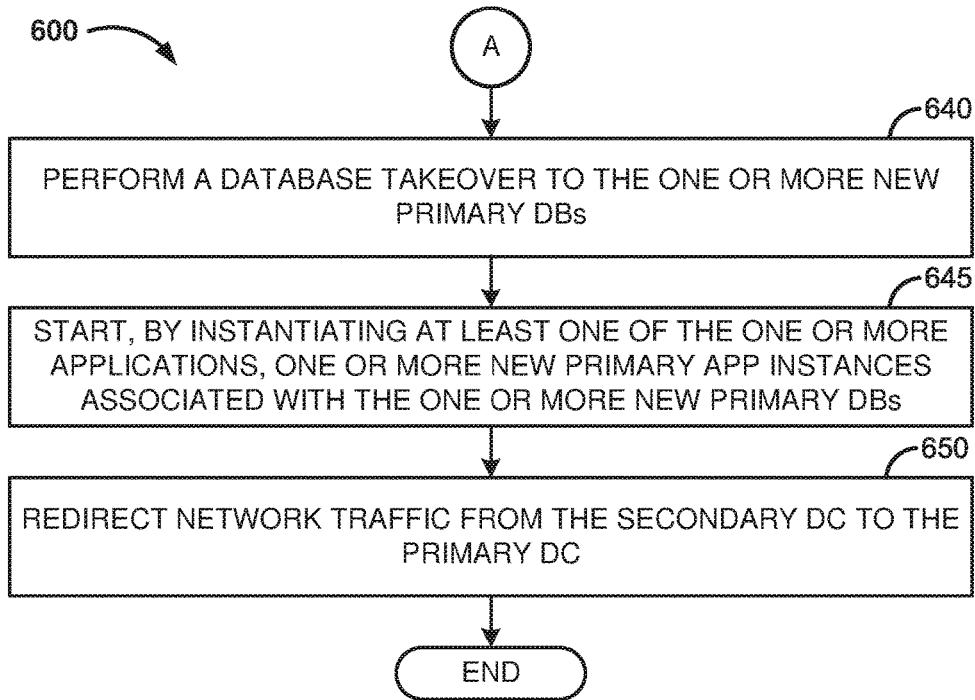 600
A
640
PERFORM A DATABASE TAKEOVER TO THE ONE OR MORE NEW
PRIMARY DBs
645
START, BY INSTANTIATING AT LEAST ONE OF THE ONE OR MORE
APPLICATIONS, ONE OR MORE NEW PRIMARY APP INSTANCES
ASSOCIATED WITH THE ONE OR MORE NEW PRIMARY DBs
650
REDIRECT NETWORK TRAFFIC FROM THE SECONDARY DC TO THE
PRIMARY DC
END